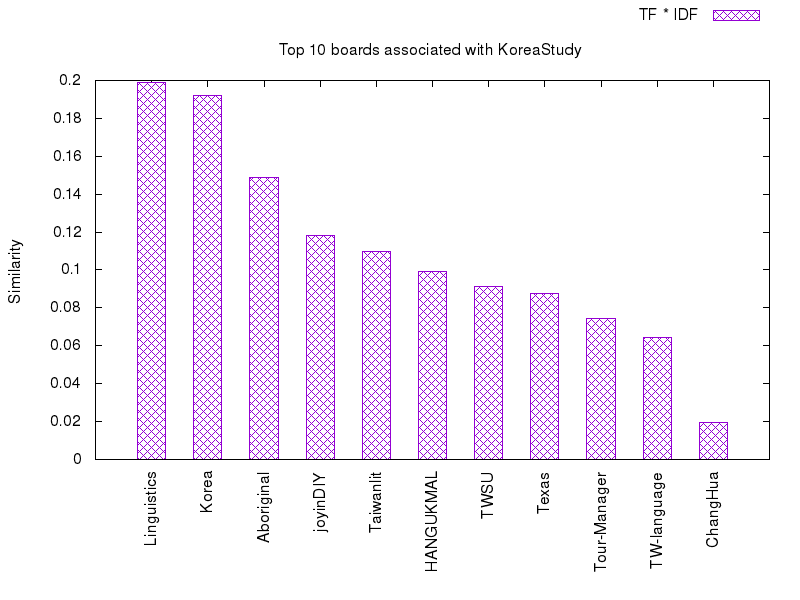 TF * IDF
Top 10 boards associated with KoreaStudy
Similarity
0.2
0.18
0.16
0.14
0.12
0.1
0.08
0.06
0.04
0.02
0
Linguistics
Korea
Aboriginal
joyinDIY
Taiwanlit
HANGUKMAL
TWSU
Texas
Tour-Manager
TW-language
ChangHua